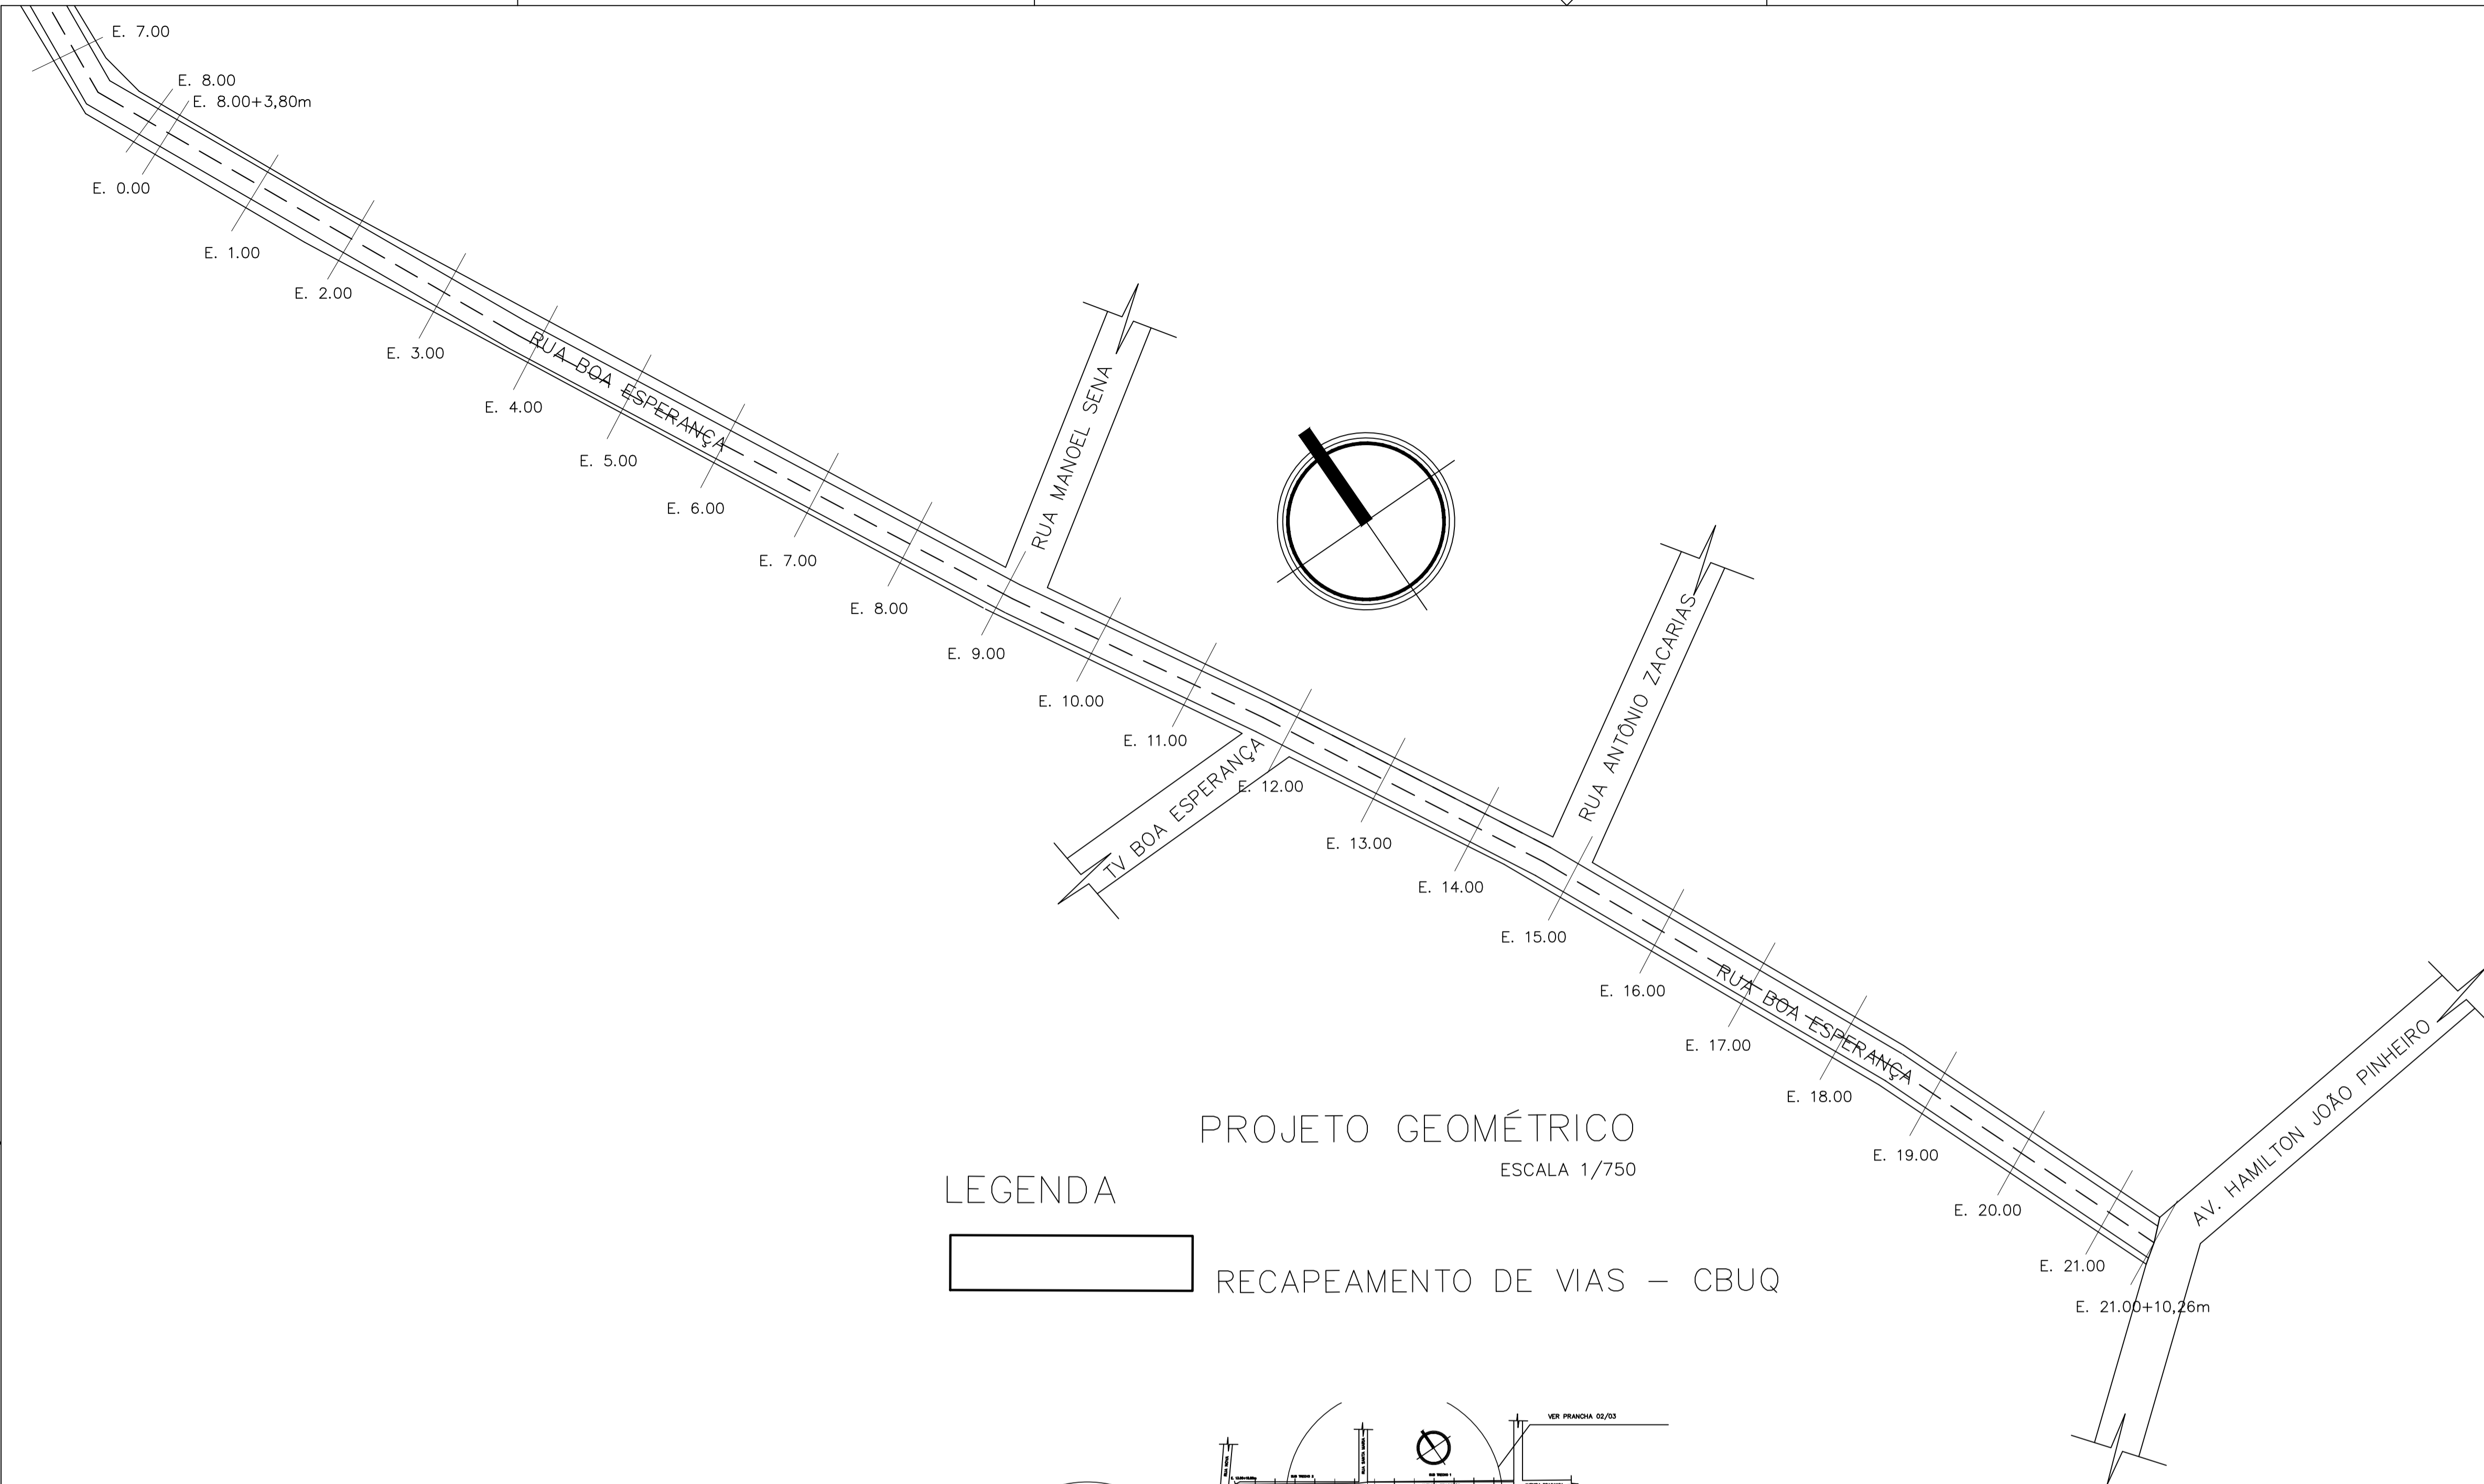 E. 7.00
E. 8.00
E. 8.00+3,80m
E. 0.00
E. 1.00
E. 2.00
E. 3.00
E. 4.00
E. 5.00
E. 6.00
E. 7.00
E. 8.00
E. 9.00
E. 10.00
E. 11.00
E. 12.00
E. 13.00
E. 14.00
E. 15.00
E. 16.00
E. 17.00
E. 18.00
E. 19.00
E. 20.00
E. 21.00
E. 21.00+10,26m
RUA BOA ESPERANÇA
RUA MANOEL SENA
TV BOA ESPERANÇA
RUA ANTÔNIO ZACARIAS
RUA BOA ESPERANÇA
AV. HAMILTON JOÃO PINHEIRO
PROJETO GEOMÉTRICO
ESCALA 1/750
LEGENDA
RECAPEAMENTO DE VIAS – CBUQ
VER PRANCHA 02/03
RUA NOVA